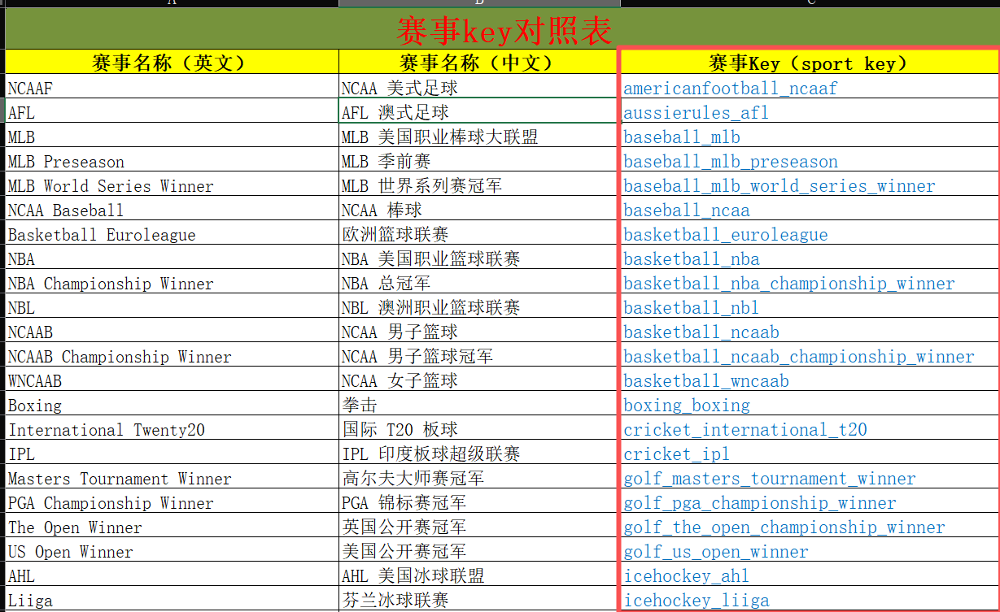 A B C
赛事key对照表
赛事名称（英文） 赛事名称（中文） 赛事Key（sport key）
NCAAF NCAA 美式足球 americanfootball_ncaaf
AFL AFL 澳式足球 aussierules_afl
MLB MLB 美国职业棒球大联盟 baseball_mlb
MLB Preseason MLB 季前赛 baseball_mlb_preseason
MLB World Series Winner MLB 世界系列赛冠军 baseball_mlb_world_series_winner
NCAA Baseball NCAA 棒球 baseball_ncaa
Basketball Euroleague 欧洲篮球联赛 basketball_euroleague
NBA NBA 美国职业篮球联赛 basketball_nba
NBA Championship Winner NBA 总冠军 basketball_nba_championship_winner
NBL NBL 澳洲职业篮球联赛 basketball_nbl
NCAAB NCAA 男子篮球 basketball_ncaab
NCAAB Championship Winner NCAA 男子篮球冠军 basketball_ncaab_championship_winner
WNCAAB NCAA 女子篮球 basketball_wncaab
Boxing 拳击 boxing_boxing
International Twenty20 国际 T20 板球 cricket_international_t20
IPL IPL 印度板球超级联赛 cricket_ipl
Masters Tournament Winner 高尔夫大师赛冠军 golf_masters_tournament_winner
PGA Championship Winner PGA 锦标赛冠军 golf_pga_championship_winner
The Open Winner 英国公开赛冠军 golf_the_open_championship_winner
US Open Winner 美国公开赛冠军 golf_us_open_winner
AHL AHL 美国冰球联盟 icehockey_ahl
Liiga 芬兰冰球联赛 icehockey_liiga